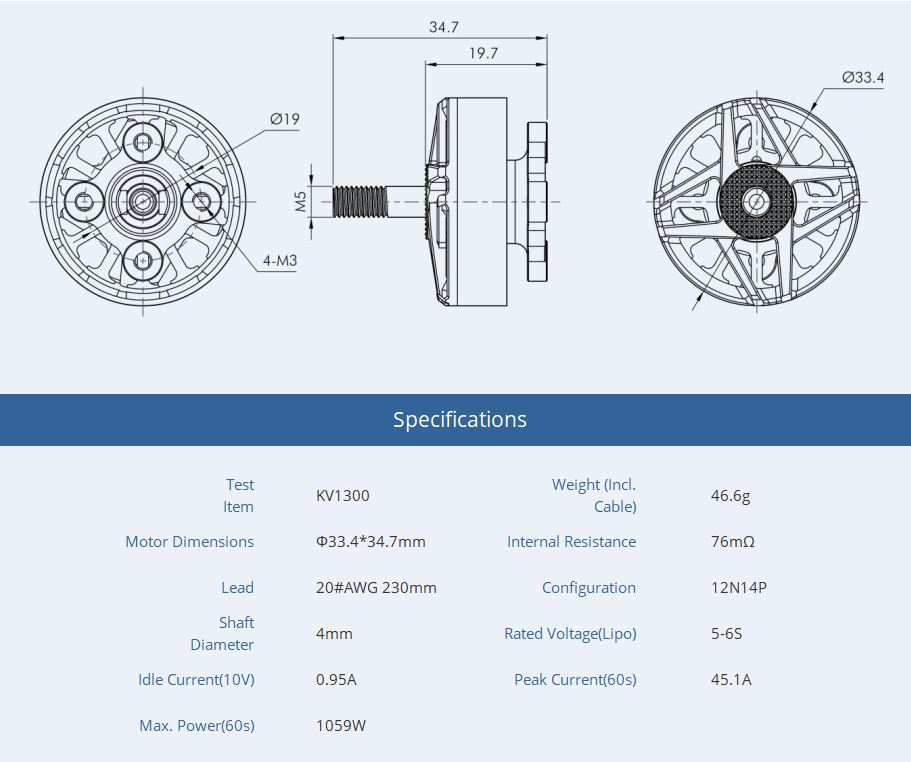 34.7
19.7
Ø33.4
Ø19
M5
4-M3
Specifications
Test
Item
KV1300
Weight (Incl.
Cable)
46.6g
Motor Dimensions
Φ33.4*34.7mm
Internal Resistance
76mΩ
Lead
20#AWG 230mm
Configuration
12N14P
Shaft
Diameter
4mm
Rated Voltage(Lipo)
5-6S
Idle Current(10V)
0.95A
Peak Current(60s)
45.1A
Max. Power(60s)
1059W